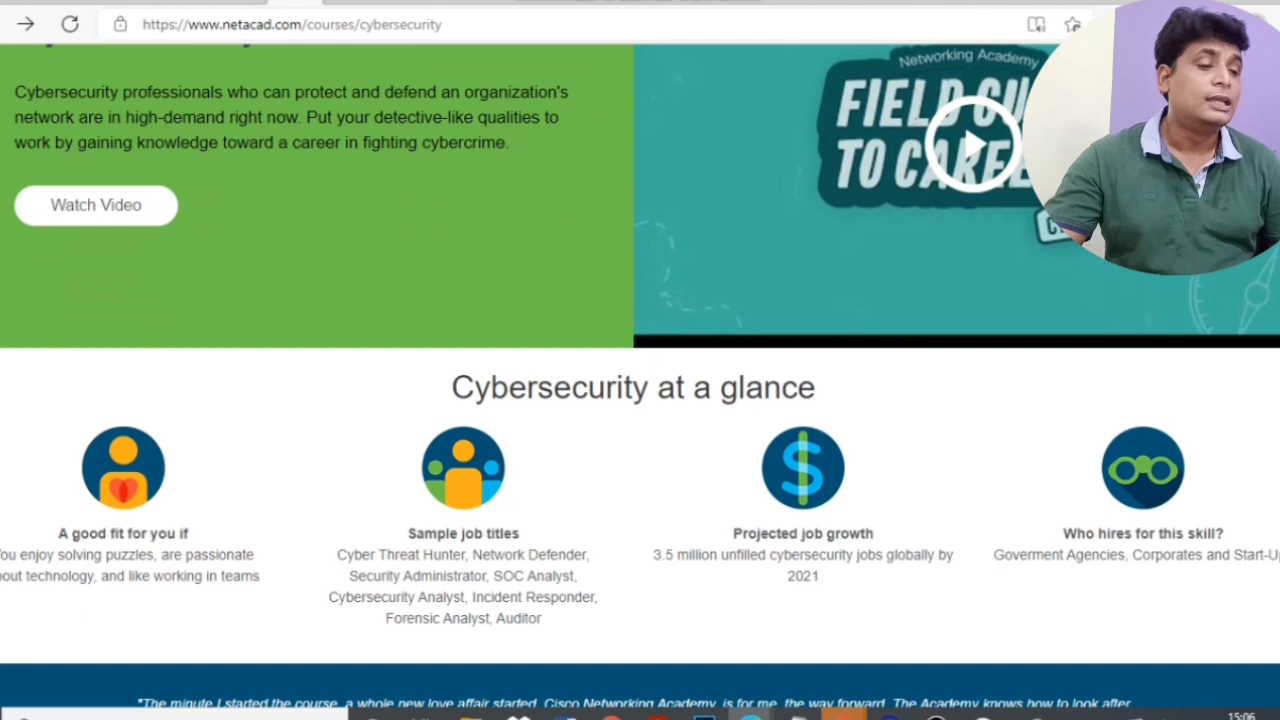 https://www.netacad.com/courses/cybersecurity
Cybersecurity professionals who can protect and defend an organization's
network are in high-demand right now. Put your detective-like qualities to
work by gaining knowledge toward a career in fighting cybercrime.
Watch Video
Networking Academy
FIELD
TO
Cybersecurity at a glance
A good fit for you if
You enjoy solving puzzles, are passionate
technology, and like working in teams
Sample job titles
Cyber Threat Hunter, Network Defender,
Security Administrator, SOC Analyst,
Cybersecurity Analyst, Incident Responder,
Forensic Analyst, Auditor
Projected job growth
3.5 million unfilled cybersecurity jobs globally by
2021
Who hires for this skill?
Goverment Agencies, Corporates and
"The minute I started the course, a whole new love affair started. Cisco Networking Academy, is for me, the way forward. The Academy knows how to look after
15:06